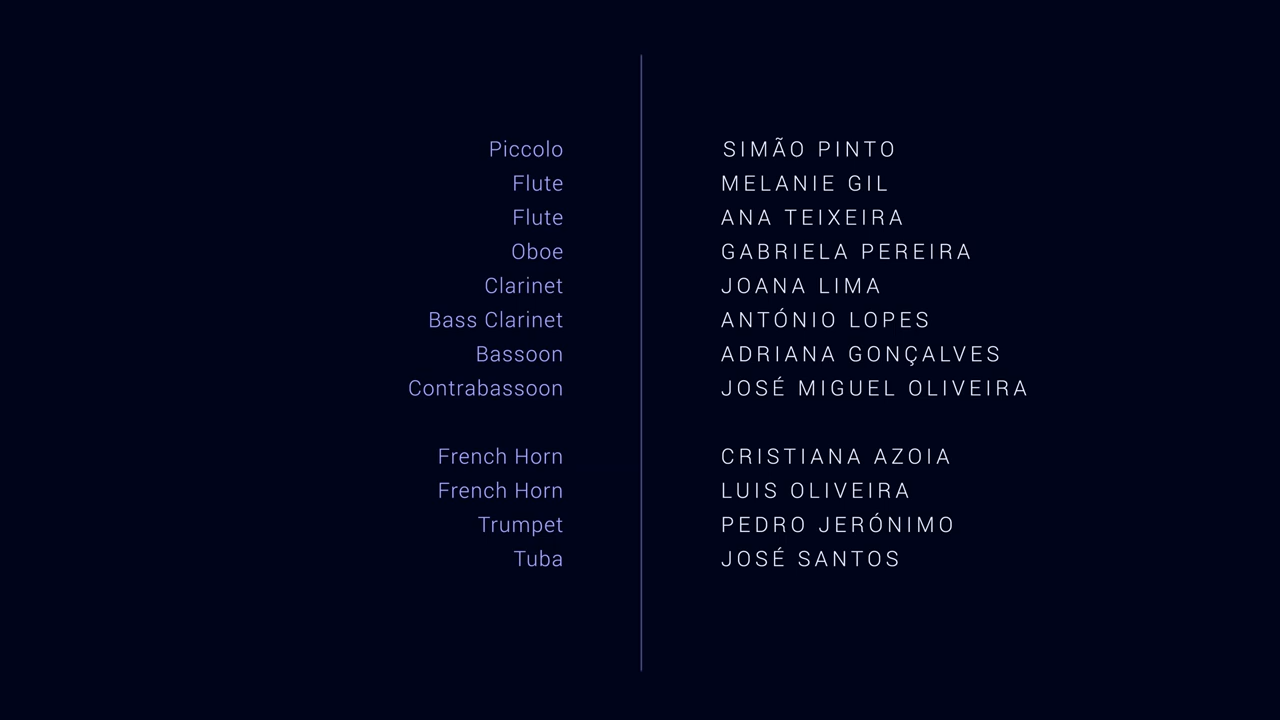 Piccolo SIMÃO PINTO
Flute MELANIE GIL
Flute ANA TEIXEIRA
Oboe GABRIELA PEREIRA
Clarinet JOANA LIMA
Bass Clarinet ANTÓNIO LOPES
Bassoon ADRIANA GONÇALVES
Contrabassoon JOSÉ MIGUEL OLIVEIRA
French Horn CRISTIANA AZOIA
French Horn LUIS OLIVEIRA
Trumpet PEDRO JERÓNIMO
Tuba JOSÉ SANTOS